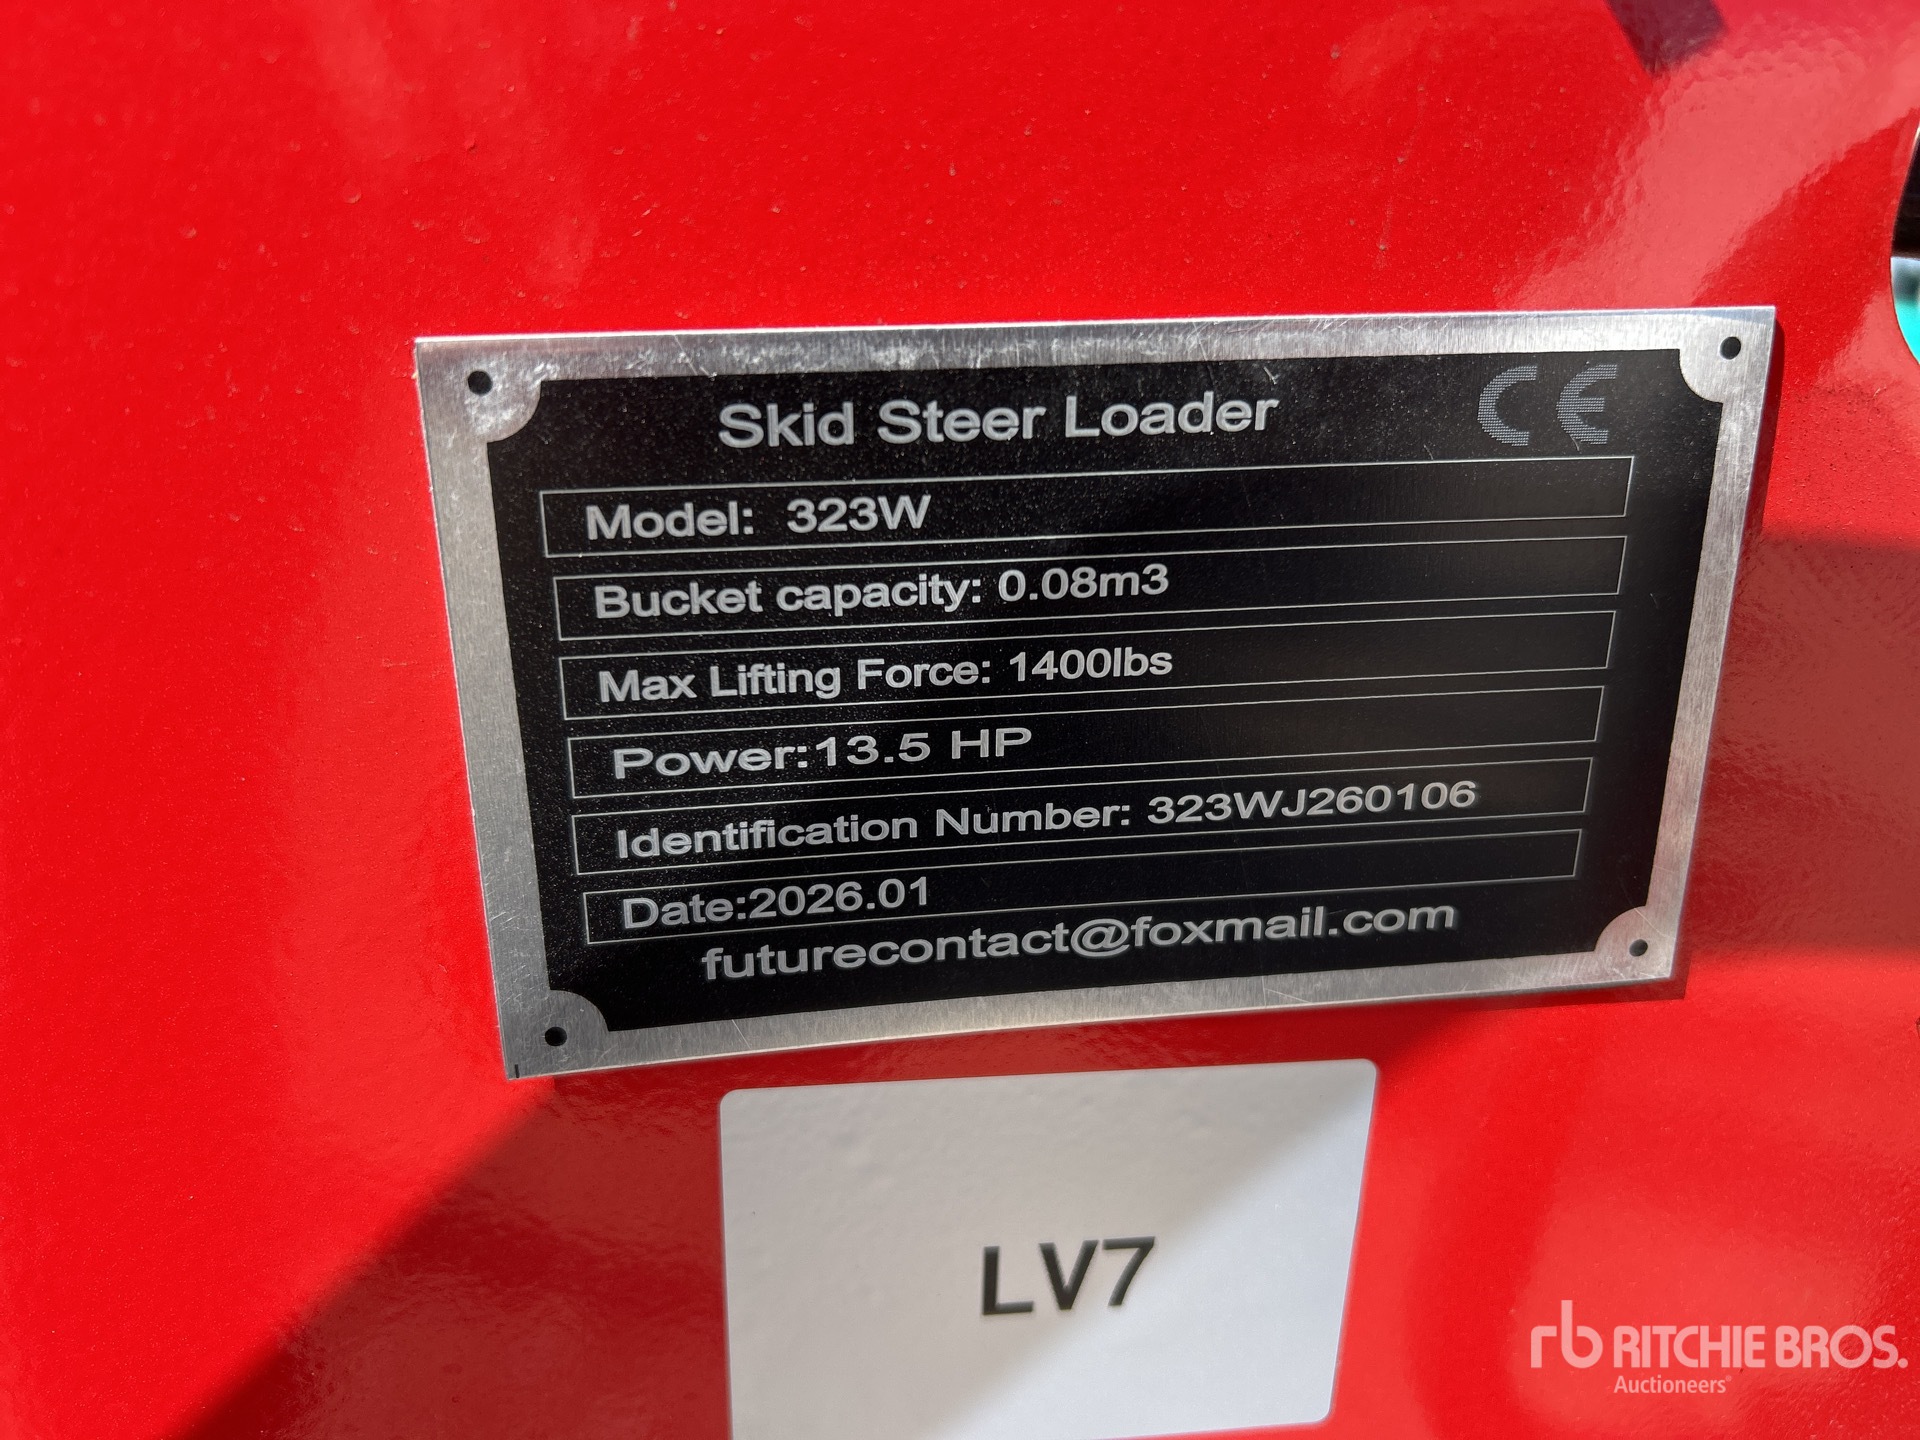 Skid Steer Loader CE
Model: 323W
Bucket capacity: 0.08m3
Max Lifting Force: 1400lbs
Power:13.5 HP
Identification Number: 323WJ260106
Date:2026.01
futurecontact@foxmail.com
LV7
rb RITCHIE BROS.
Auctioneers